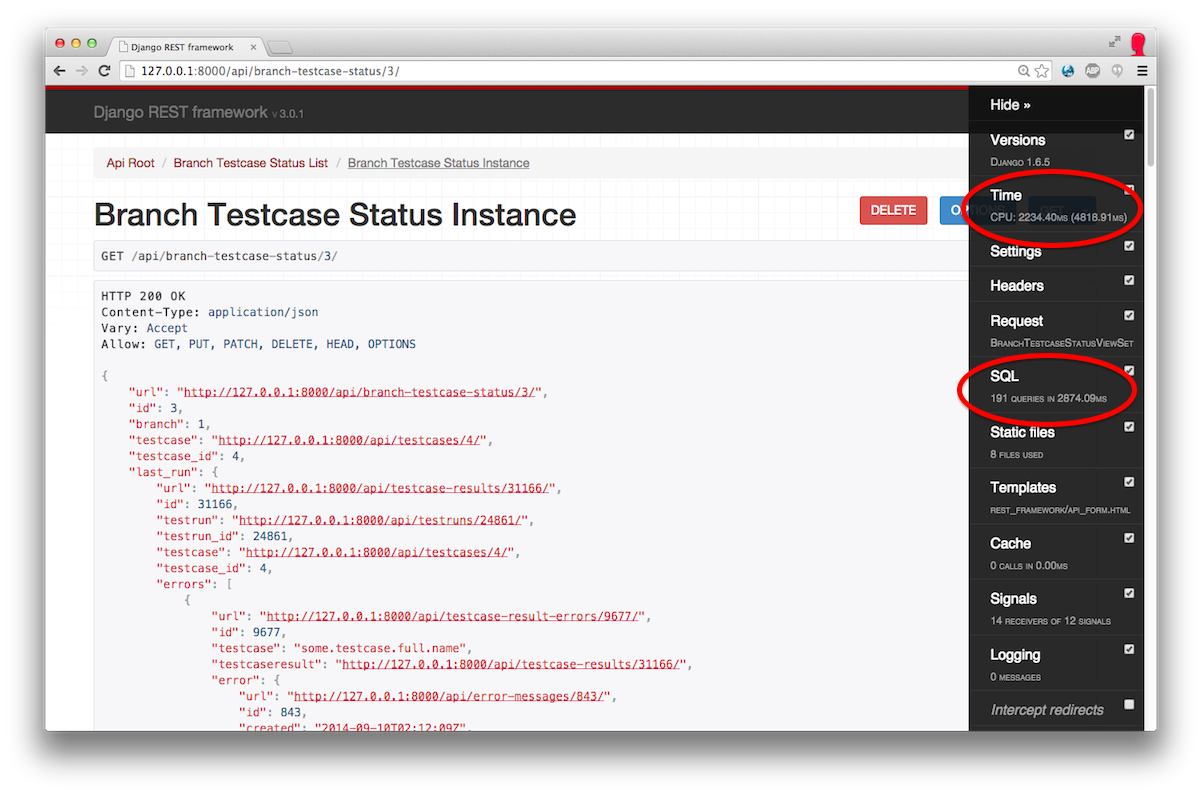 Django REST framework
127.0.0.1:8000/api/branch-testcase-status/3/
ABP
Django REST framework v 3.0.1
Hide »
Api Root / Branch Testcase Status List / Branch Testcase Status Instance
Branch Testcase Status Instance
DELETE
OPTIONS
GET /api/branch-testcase-status/3/
HTTP 200 OK
Content-Type: application/json
Vary: Accept
Allow: GET, PUT, PATCH, DELETE, HEAD, OPTIONS
{
"url": "http://127.0.0.1:8000/api/branch-testcase-status/3/",
"id": 3,
"branch": 1,
"testcase": "http://127.0.0.1:8000/api/testcases/4/",
"testcase_id": 4,
"last_run": {
"url": "http://127.0.0.1:8000/api/testcase-results/31166/",
"id": 31166,
"testrun": "http://127.0.0.1:8000/api/testruns/24861/",
"testrun_id": 24861,
"testcase": "http://127.0.0.1:8000/api/testcases/4/",
"testcase_id": 4,
"errors": [
{
"url": "http://127.0.0.1:8000/api/testcase-result-errors/9677/",
"id": 9677,
"testcase": "some.testcase.full.name",
"testcaseresult": "http://127.0.0.1:8000/api/testcase-results/31166/",
"error": {
"url": "http://127.0.0.1:8000/api/error-messages/843/",
"id": 843,
"created": "2014-09-10T02:12:09Z",
Versions
Django 1.6.5
Time
CPU: 2234.40ms (4818.91ms)
Settings
Headers
Request
BranchTestcaseStatusViewSet
SQL
191 queries in 2874.09ms
Static files
8 files used
Templates
rest_framework/api_form.html
Cache
0 calls in 0.00ms
Signals
14 receivers of 12 signals
Logging
0 messages
Intercept redirects